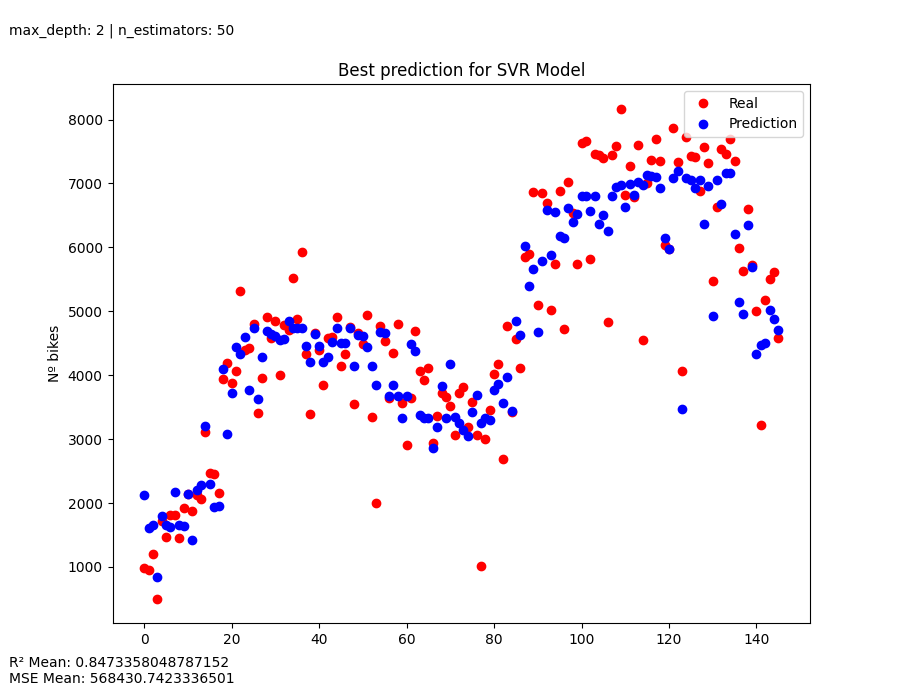 max_depth: 2 | n_estimators: 50
Best prediction for SVR Model
Real
Prediction
Nº bikes
8000
7000
6000
5000
4000
3000
2000
1000
0 20 40 60 80 100 120 140
R² Mean: 0.8473358048787152
MSE Mean: 568430.7423336501